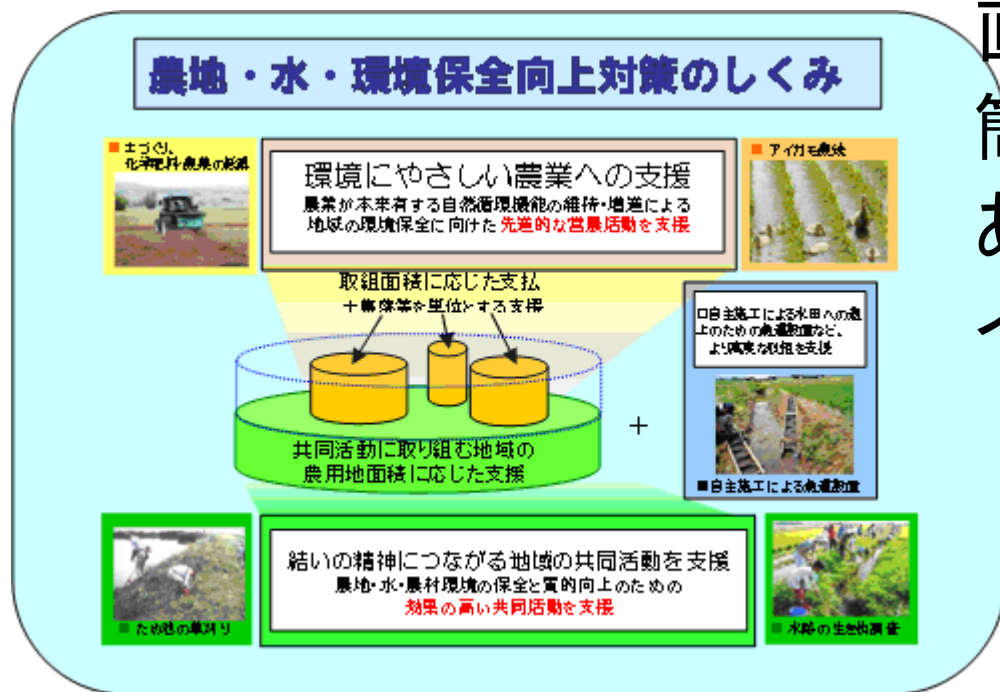 農地・水・環境保全向上対策のしくみ
■土づくり、
化学肥料・農薬の低減
環境にやさしい農業への支援
農業が本来有する自然循環機能の維持・増進による
地域の環境保全に向けた先進的な営農活動を支援
■アイガモ農法
取組面積に応じた支払
＋集落等を単位とする支援
□自主施工による水田への遡
上のための魚道設置など、
より高度な取組を支援
共同活動に取り組む地域の
農用地面積に応じた支援
＋
■自主施工による魚道設置
結いの精神につながる地域の共同活動を支援
農地・水・農村環境の保全と質的向上のための
効果の高い共同活動を支援
■ため池の草刈り
■水路の生き物調査